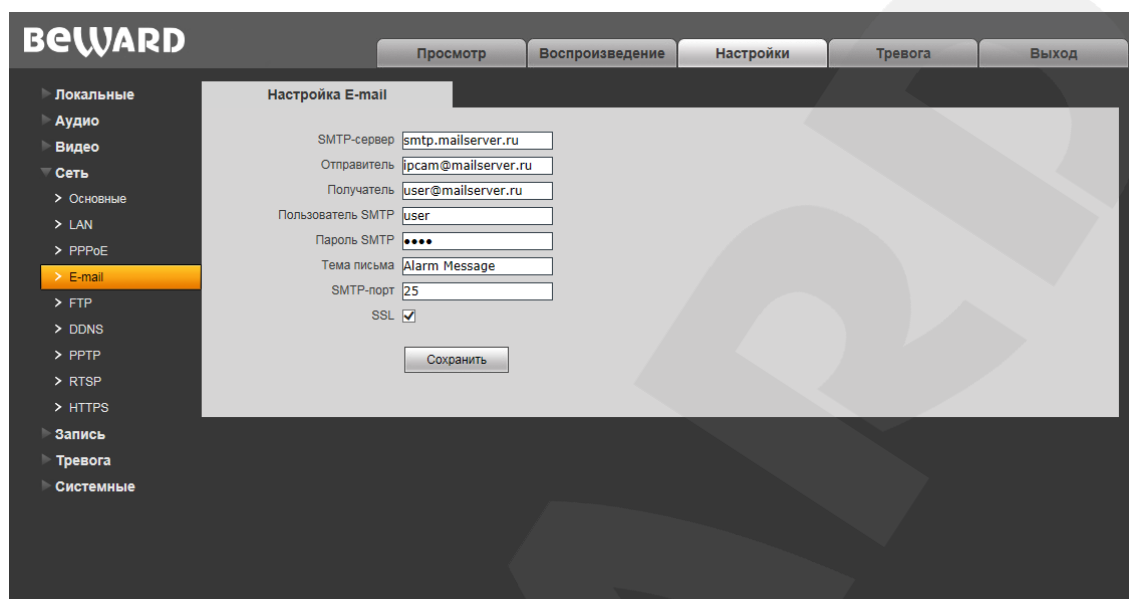 BEWARD
Просмотр
Воспроизведение
Настройки
Тревога
Выход
Локальные
Аудио
Видео
Сеть
Основные
LAN
PPPoE
E-mail
FTP
DDNS
PPTP
RTSP
HTTPS
Запись
Тревога
Системные
Настройка E-mail
SMTP-сервер smtp.mailserver.ru
Отправитель ipcam@mailserver.ru
Получатель user@mailserver.ru
Пользователь SMTP user
Пароль SMTP ••••
Тема письма Alarm Message
SMTP-порт 25
SSL
Сохранить